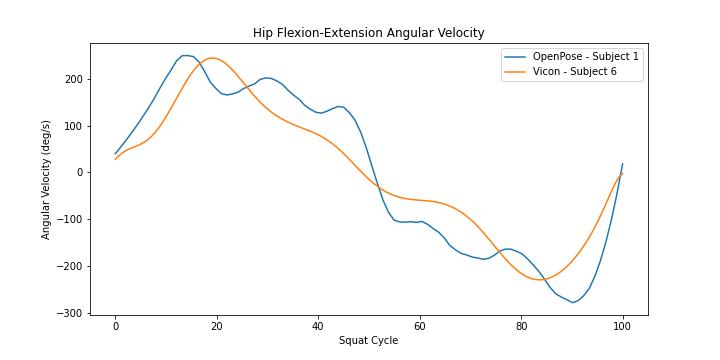 Hip Flexion-Extension Angular Velocity
OpenPose - Subject 1
Vicon - Subject 6
Angular Velocity (deg/s)
200
100
0
−100
−200
−300
0 20 40 60 80 100
Squat Cycle